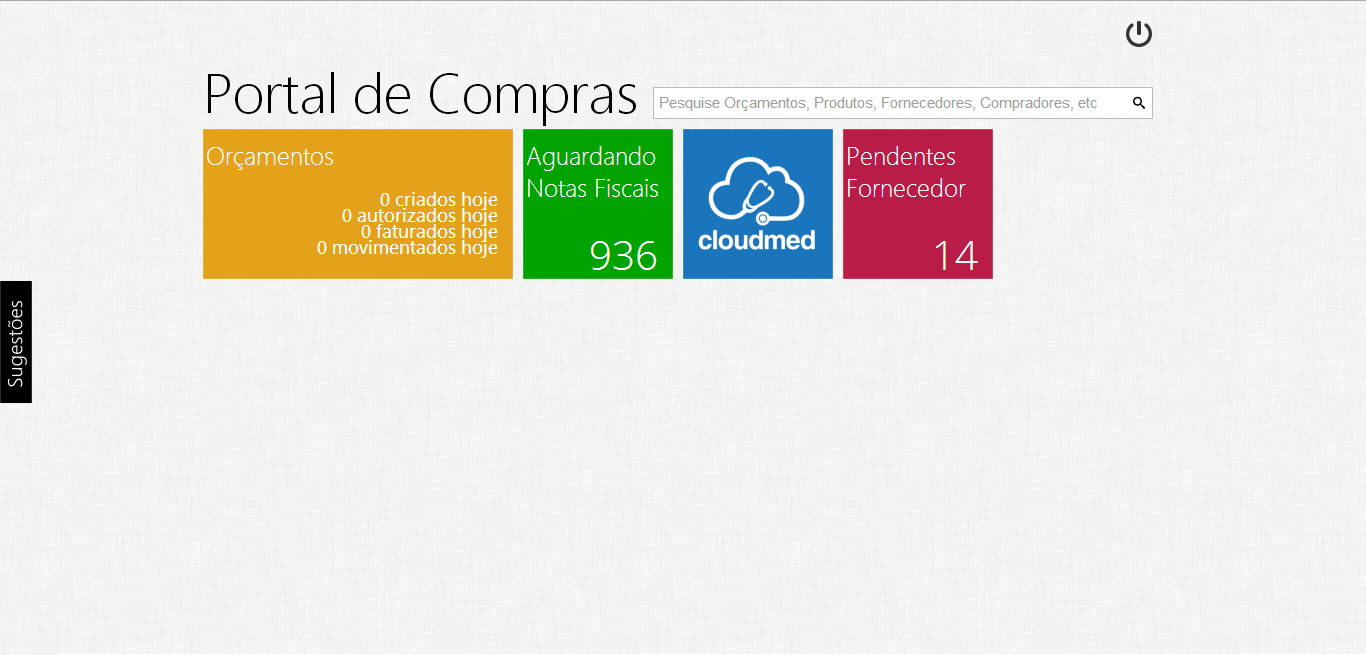 Portal de Compras
Pesquise Orçamentos, Produtos, Fornecedores, Compradores, etc
Orçamentos
0 criados hoje
0 autorizados hoje
0 faturados hoje
0 movimentados hoje
Aguardando
Notas Fiscais
936
cloudmed
Pendentes
Fornecedor
14
Sugestões